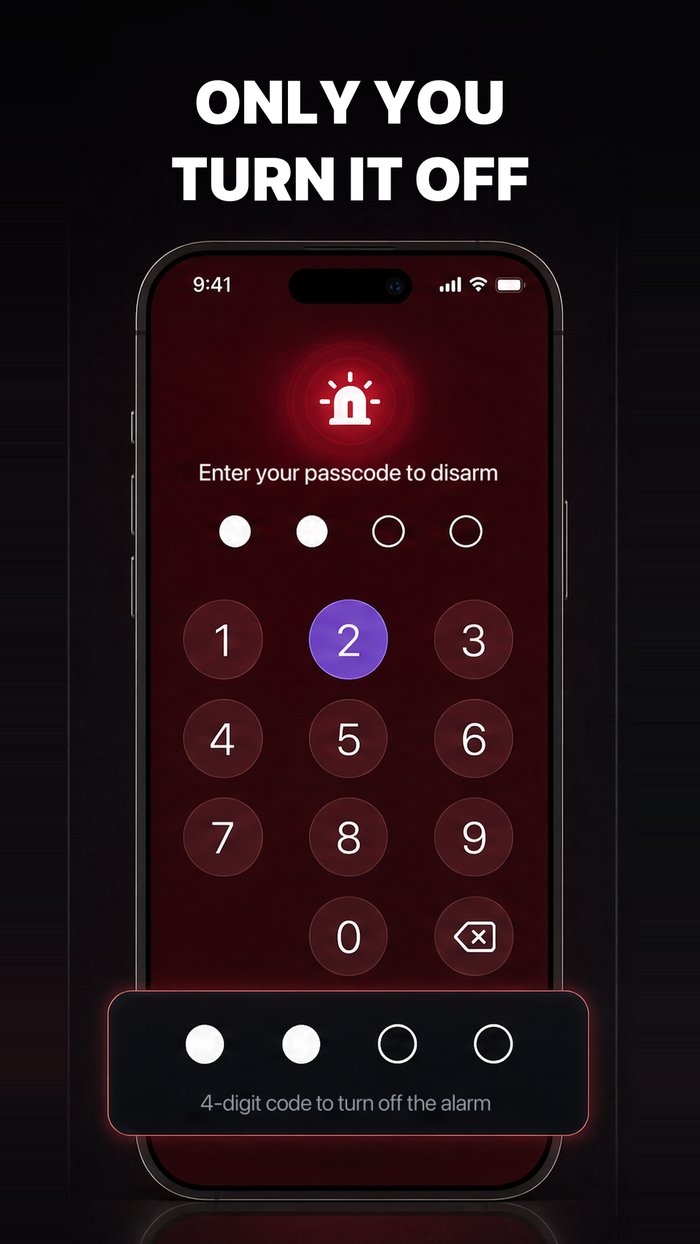 ONLY YOU
TURN IT OFF
9:41
Enter your passcode to disarm
1 2 3
4 5 6
7 8 9
0
4-digit code to turn off the alarm